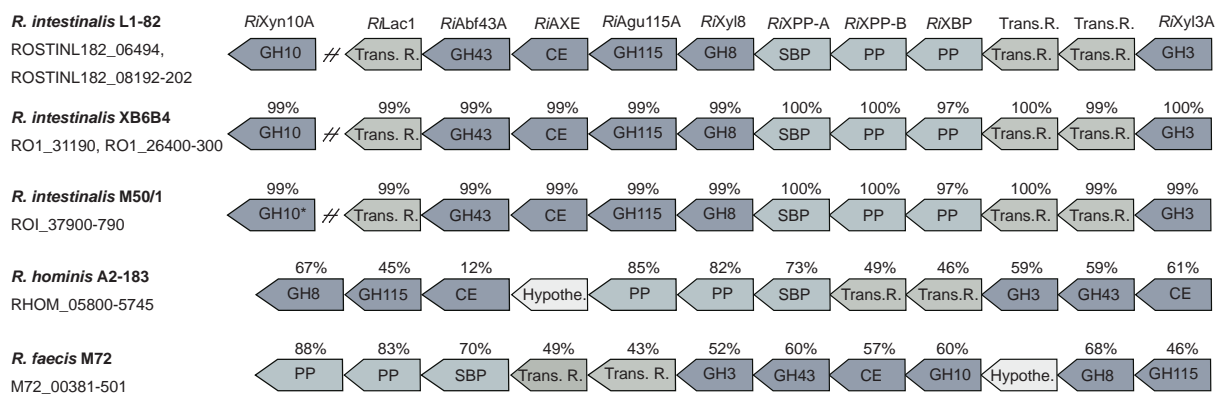 R. intestinalis L1-82 RiXyn10A RiLac1 RiAbf43A RiAXE RiAgu115A RiXyl8 RiXPP-A RiXPP-B RiXBP Trans.R. Trans.R. RiXyl3A
ROSTINL182_06494, GH10 Trans. R. GH43 CE GH115 GH8 SBP PP PP Trans.R. Trans.R. GH3
ROSTINL182_08192-202
99% 99% 99% 99% 99% 99% 100% 100% 97% 100% 99% 100%
R. intestinalis XB6B4
RO1_31190, RO1_26400-300 GH10 Trans. R. GH43 CE GH115 GH8 SBP PP PP Trans.R. Trans.R. GH3
99% 99% 99% 99% 99% 99% 100% 100% 97% 100% 99% 99%
R. intestinalis M50/1
ROI_37900-790 GH10* Trans. R. GH43 CE GH115 GH8 SBP PP PP Trans.R. Trans.R. GH3
R. hominis A2-183 67% 45% 12% 85% 82% 73% 49% 46% 59% 59% 61%
RHOM_05800-5745 GH8 GH115 CE Hypothe. PP PP SBP Trans.R. Trans.R. GH3 GH43 CE
R. faecis M72 88% 83% 70% 49% 43% 52% 60% 57% 60% 68% 46%
M72_00381-501 PP PP SBP Trans. R. Trans. R. GH3 GH43 CE GH10 Hypothe. GH8 GH115